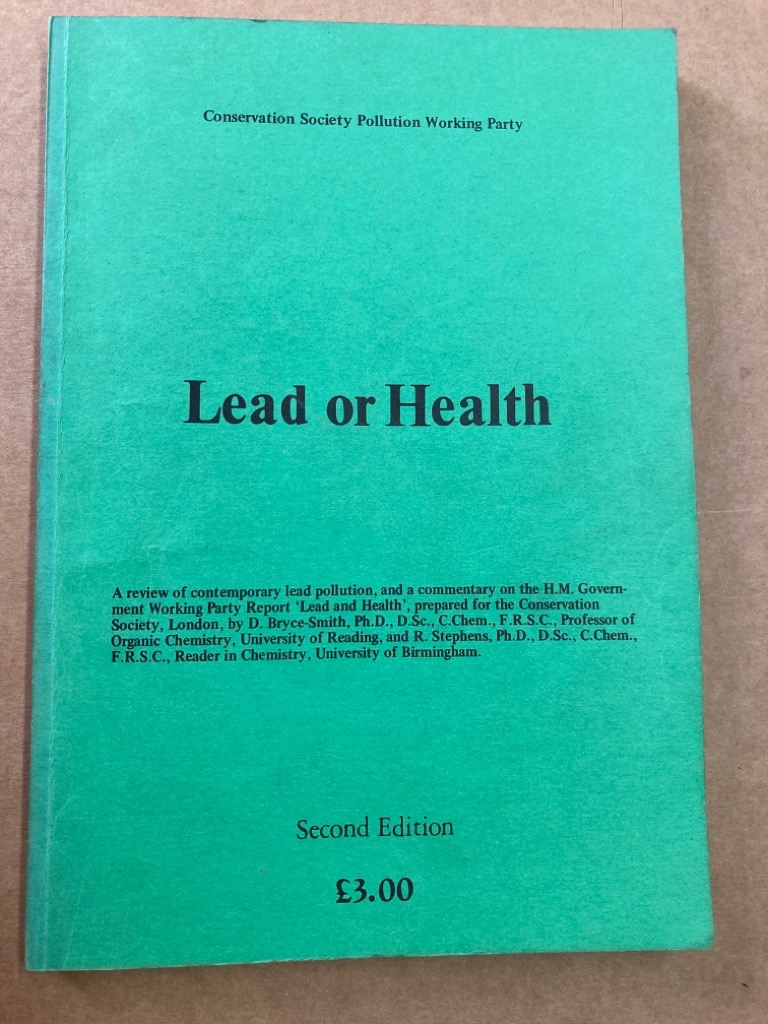 Conservation Society Pollution Working Party
Lead or Health
A review of contemporary lead pollution, and a commentary on the H.M. Govern-
ment Working Party Report 'Lead and Health', prepared for the Conservation
Society, London, by D. Bryce-Smith, Ph.D., D.Sc., C.Chem., F.R.S.C., Professor of
Organic Chemistry, University of Reading, and R. Stephens, Ph.D., D.Sc., C.Chem.,
F.R.S.C., Reader in Chemistry, University of Birmingham.
Second Edition
£3.00